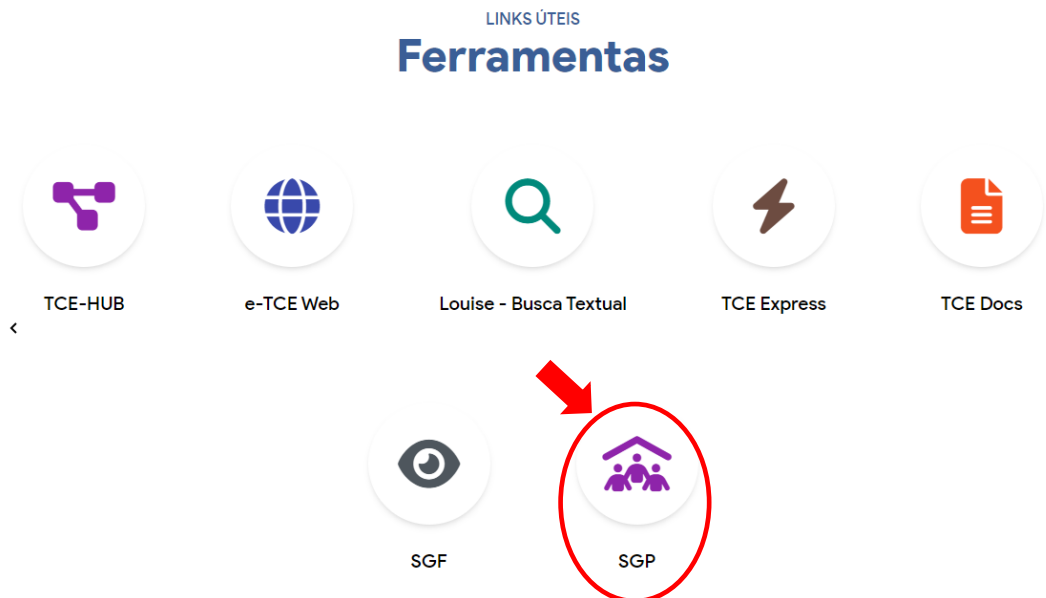 LINKS ÚTEIS
Ferramentas
TCE-HUB
e-TCE Web
Louise - Busca Textual
TCE Express
TCE Docs
SGF
SGP